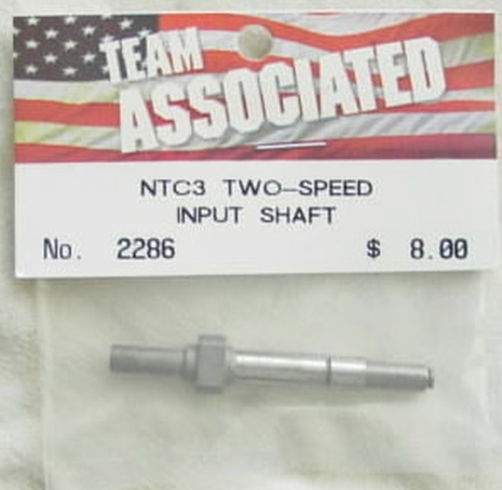 TEAM
ASSOCIATED
NTC3 TWO-SPEED
INPUT SHAFT
No. 2286 $ 8.00